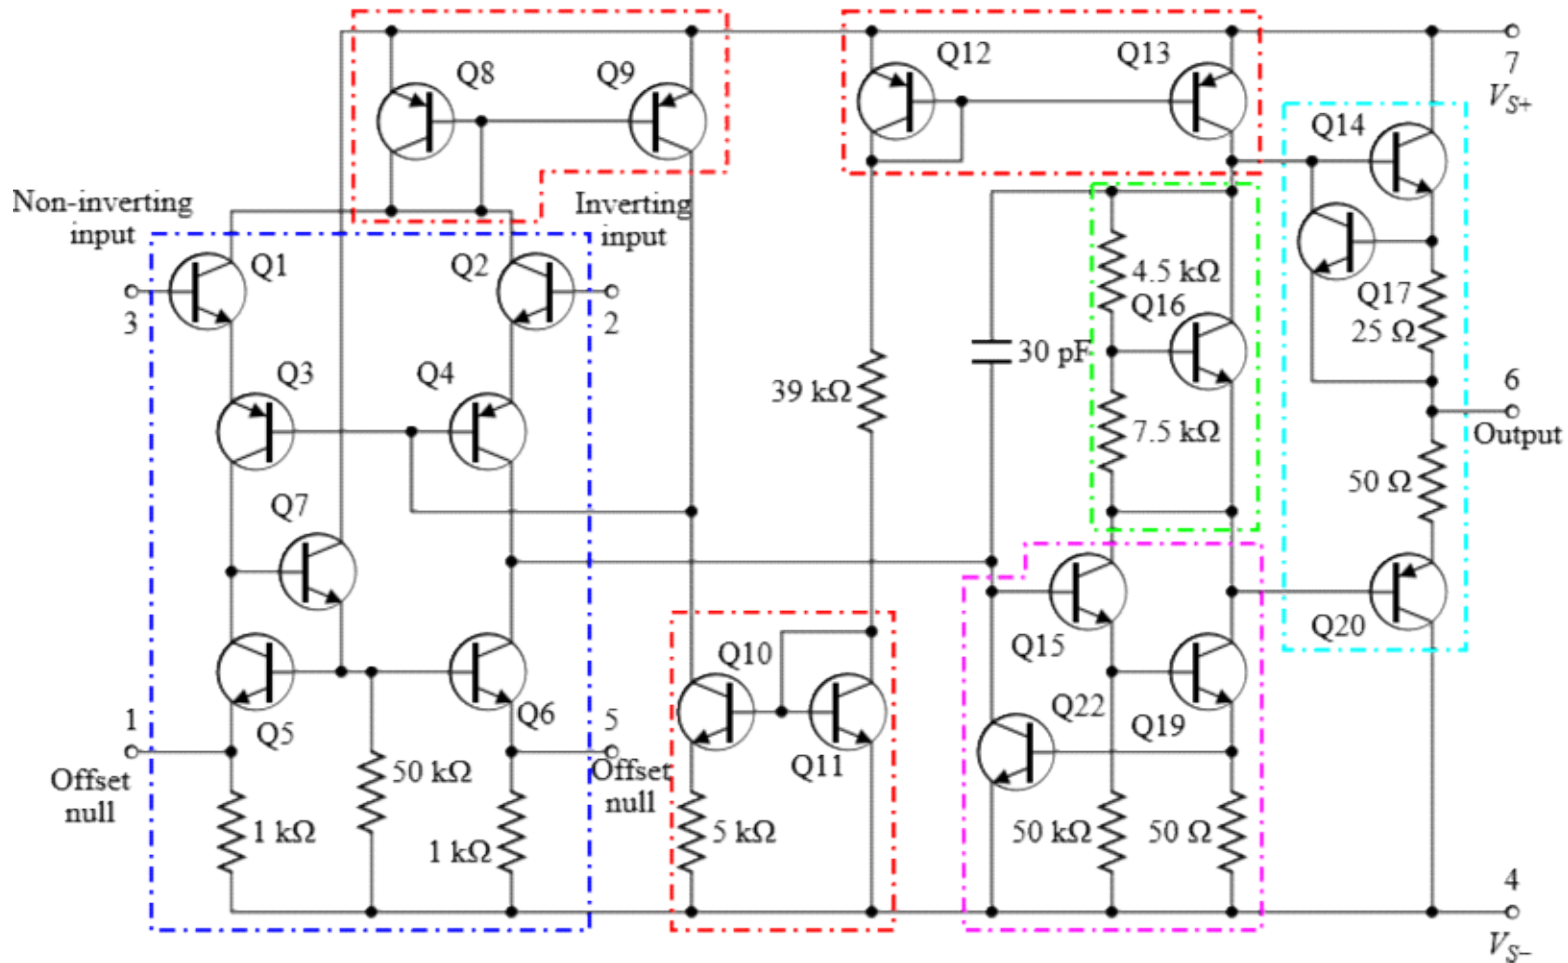 Q8
Q9
Q12
Q13
7
V_S+
Q14
Non-inverting
input
Inverting
input
Q1
Q2
3
2
4.5 kΩ
Q16
Q17
25 Ω
30 pF
Q3
Q4
39 kΩ
7.5 kΩ
6
Output
50 Ω
Q7
Q15
Q20
Q10
Q22
Q19
1
Q5
Q6
5
Q11
Offset
null
50 kΩ
Offset
null
1 kΩ
1 kΩ
5 kΩ
50 kΩ
50 Ω
4
V_S–